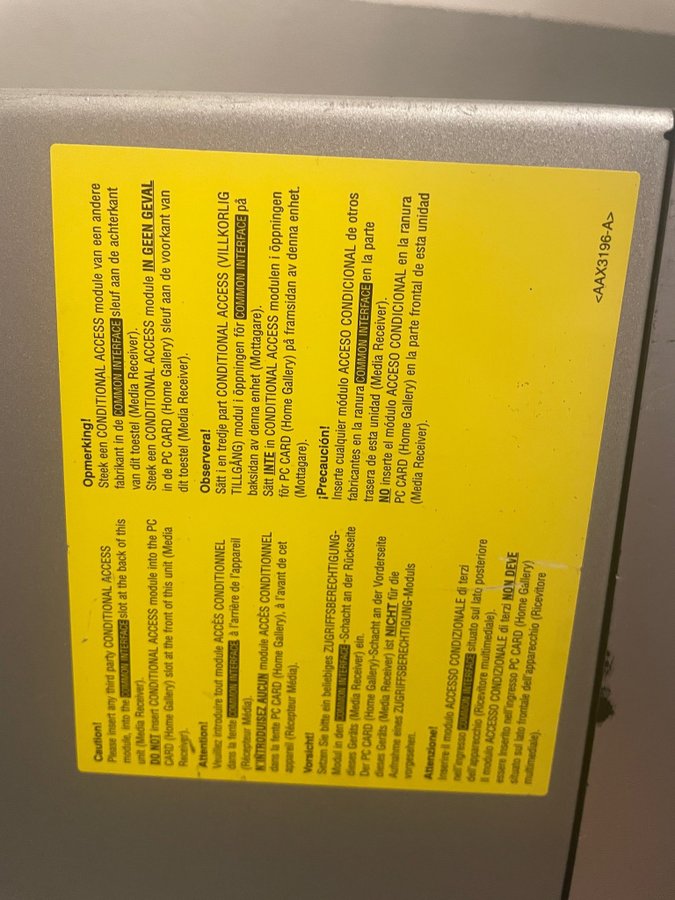 Caution!
Please insert any third party CONDITIONAL ACCESS
module, into the COMMON INTERFACE slot at the back of this
unit (Media Receiver).
DO NOT insert CONDITIONAL ACCESS module into the PC
CARD (Home Gallery) slot at the front of this unit (Media
Receiver).
Attention!
Veuillez introduire tout module ACCÈS CONDITIONNEL
dans la fente COMMON INTERFACE, à l'arrière de l'appareil
(Récepteur Média).
N'INTRODUISEZ AUCUN module ACCÈS CONDITIONNEL
dans la fente PC CARD (Home Gallery), à l'avant de cet
appareil (Récepteur Média).
Vorsicht!
Setzen Sie bitte ein beliebiges ZUGRIFFSBERECHTIGUNG-
Modul in den COMMON INTERFACE-Schacht an der Rückseite
dieses Geräts (Media Receiver) ein.
Der PC CARD (Home Gallery)-Schacht an der Vorderseite
dieses Geräts (Media Receiver) ist NICHT für die
Aufnahme eines ZUGRIFFSBERECHTIGUNG-Moduls
vorgesehen.
Attenzione!
Inserire il modulo ACCESSO CONDIZIONALE di terzi
nell'ingresso COMMON INTERFACE situato sul lato posteriore
dell'apparecchio (Ricevitore multimediale).
Il modulo ACCESSO CONDIZIONALE di terzi NON DEVE
essere inserito nell'ingresso PC CARD (Home Gallery)
situato sul lato frontale dell'apparecchio (Ricevitore
multimediale).
Opmerking!
Steek een CONDITIONAL ACCESS module van een andere
fabrikant in de COMMON INTERFACE sleuf aan de achterkant
van dit toestel (Media Receiver).
Steek een CONDITIONAL ACCESS module IN GEEN GEVAL
in de PC CARD (Home Gallery) sleuf aan de voorkant van
dit toestel (Media Receiver).
Observera!
Sätt i en tredje part CONDITIONAL ACCESS (VILLKORLIG
TILLGÅNG) modul i öppningen för COMMON INTERFACE på
baksidan av denna enhet (Mottagare).
Sätt INTE in CONDITIONAL ACCESS modulen i öppningen
för PC CARD (Home Gallery) på framsidan av denna enhet.
(Mottagare).
¡Precaución!
Inserte cualquier módulo ACCESO CONDICIONAL de otros
fabricantes en la ranura COMMON INTERFACE en la parte
trasera de esta unidad (Media Receiver).
NO inserte el módulo ACCESO CONDICIONAL en la ranura
PC CARD (Home Gallery) en la parte frontal de esta unidad
(Media Receiver).
<AAX3196-A>